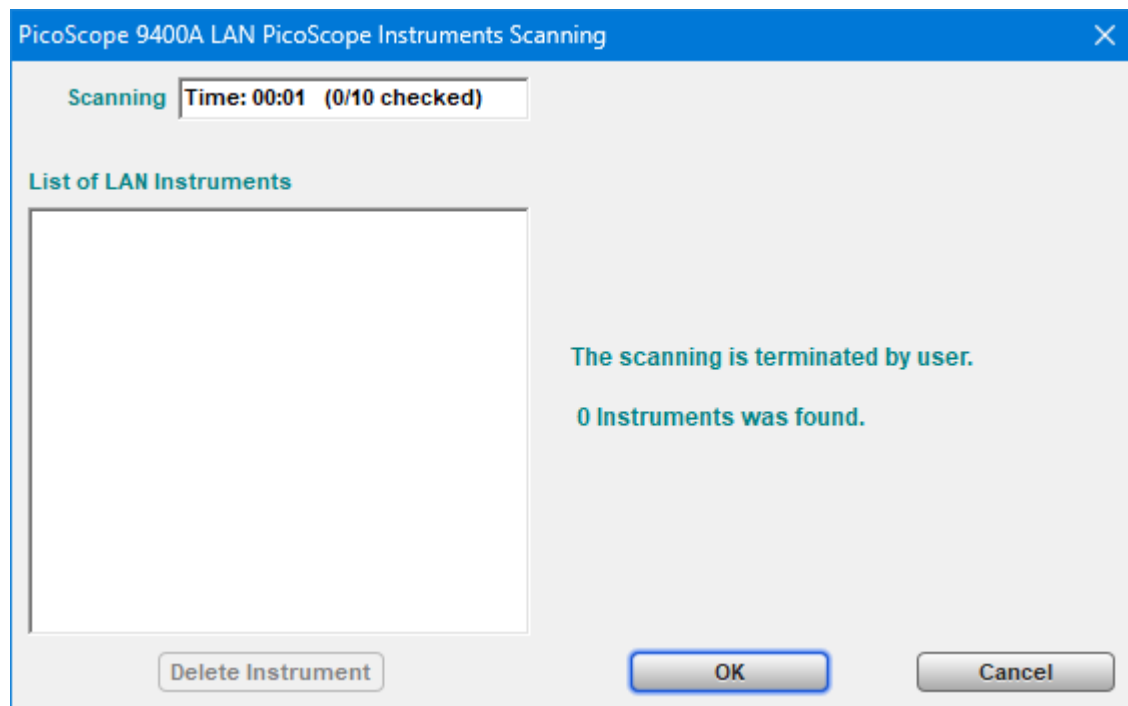 PicoScope 9400A LAN PicoScope Instruments Scanning
Scanning Time: 00:01 (0/10 checked)
List of LAN Instruments
The scanning is terminated by user.
0 Instruments was found.
Delete Instrument
OK
Cancel